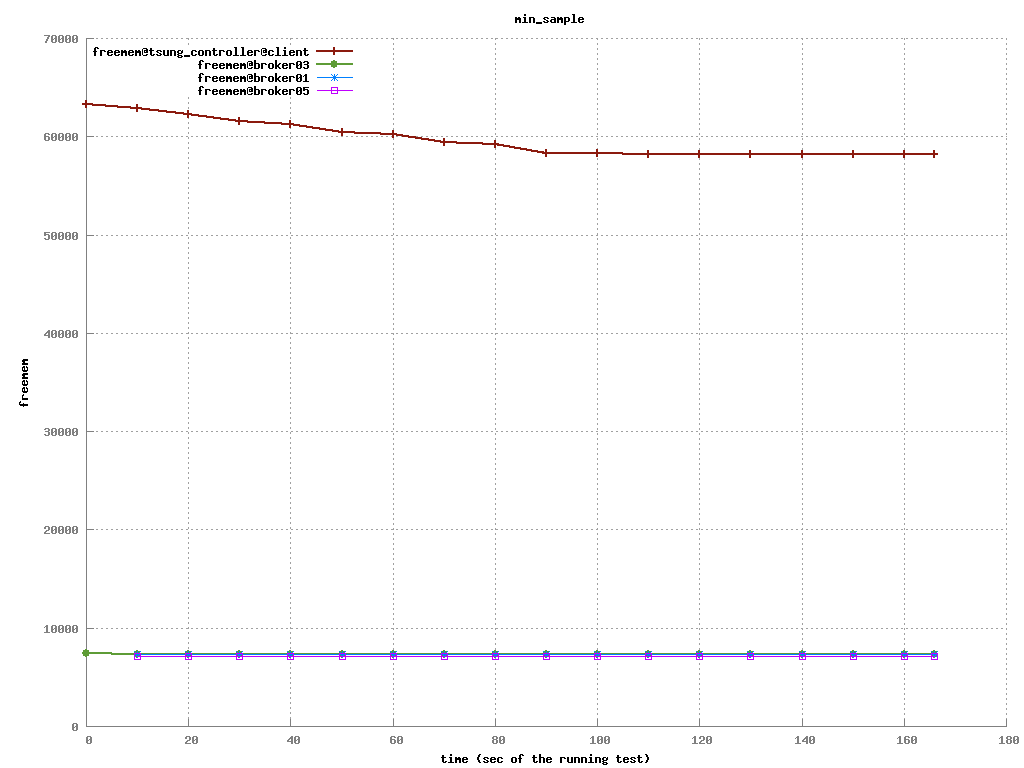 min_sample
freemem@tsung_controller@client
freemem@broker03
freemem@broker01
freemem@broker05
70000
60000
50000
40000
30000
20000
10000
0
freemem
0 20 40 60 80 100 120 140 160 180
time (sec of the running test)